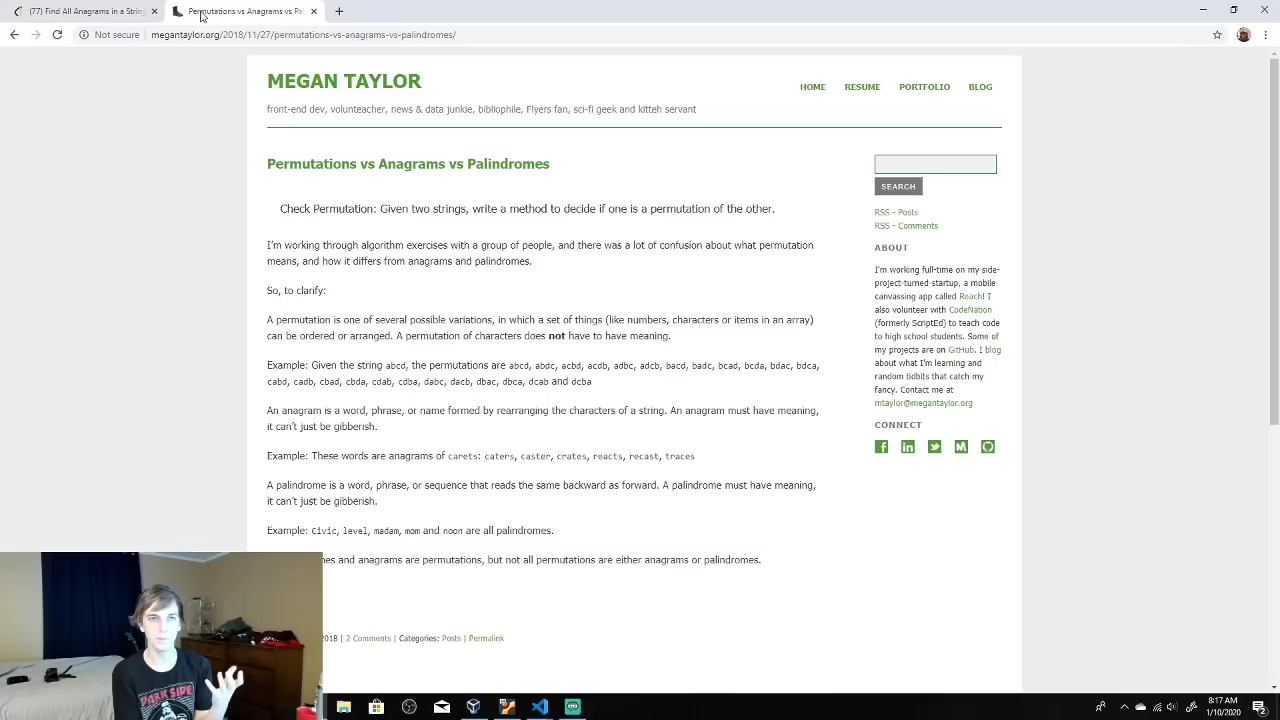 (77) Find All Anagrams in a Strin
Permutations vs Anagrams vs Pa
Not secure | megantaylor.org/2018/11/27/permutations-vs-anagrams-vs-palindromes/
MEGAN TAYLOR
HOME RESUME PORTFOLIO BLOG
front-end dev, volunteacher, news & data junkie, bibliophile, Flyers fan, sci-fi geek and kitteh servant
Permutations vs Anagrams vs Palindromes
Check Permutation: Given two strings, write a method to decide if one is a permutation of the other.
I'm working through algorithm exercises with a group of people, and there was a lot of confusion about what permutation
means, and how it differs from anagrams and palindromes.
So, to clarify:
A permutation is one of several possible variations, in which a set of things (like numbers, characters or items in an array)
can be ordered or arranged. A permutation of characters does not have to have meaning.
Example: Given the string abcd, the permutations are abcd, abdc, acbd, acdb, adbc, adcb, bacd, badc, bcad, bcda, bdac, bdca,
cabd, cadb, cbad, cbda, cdab, cdba, dabc, dacb, dbac, dbca, dcab and dcba
An anagram is a word, phrase, or name formed by rearranging the characters of a string. An anagram must have meaning,
it can't just be gibberish.
Example: These words are anagrams of carets: caters, caster, crates, reacts, recast, traces
A palindrome is a word, phrase, or sequence that reads the same backward as forward. A palindrome must have meaning,
it can't just be gibberish.
Example: Civic, level, madam, mom and noon are all palindromes.
mes and anagrams are permutations, but not all permutations are either anagrams or palindromes.
2018 | 2 Comments | Categories: Posts | Permalink
SEARCH
RSS - Posts
RSS - Comments
ABOUT
I'm working full-time on my side-
project-turned-startup, a mobile
canvassing app called Reach! I
also volunteer with CodeNation
(formerly ScriptEd) to teach code
to high school students. Some of
my projects are on GitHub. I blog
about what I'm learning and
random tidbits that catch my
fancy. Contact me at
mtaylor@megantaylor.org
CONNECT
DARK SIDE
8:17 AM
1/10/2020